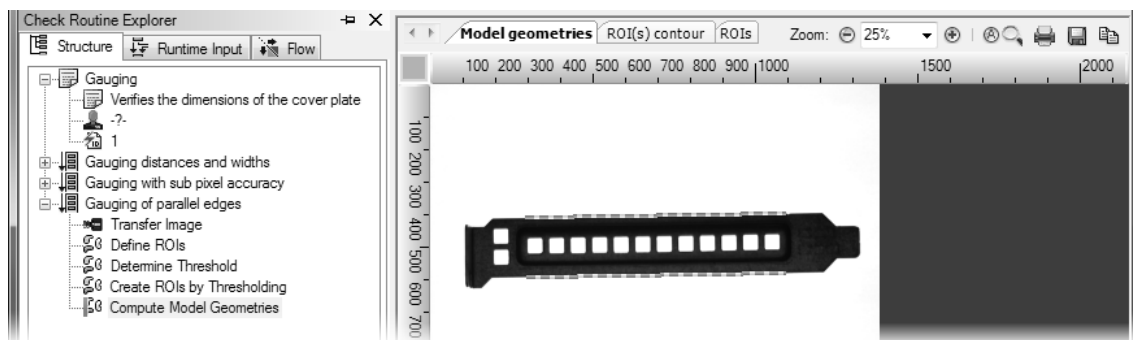 Check Routine Explorer
Structure Runtime Input Flow
Gauging
Verifies the dimensions of the cover plate
-?-
1
Gauging distances and widths
Gauging with sub pixel accuracy
Gauging of parallel edges
Transfer Image
Define ROIs
Determine Threshold
Create ROIs by Thresholding
Compute Model Geometries
Model geometries ROI(s) contour ROIs Zoom: 25%
100 200 300 400 500 600 700 800 900 1000 1500 2000
100 200 300 400 500 600 700